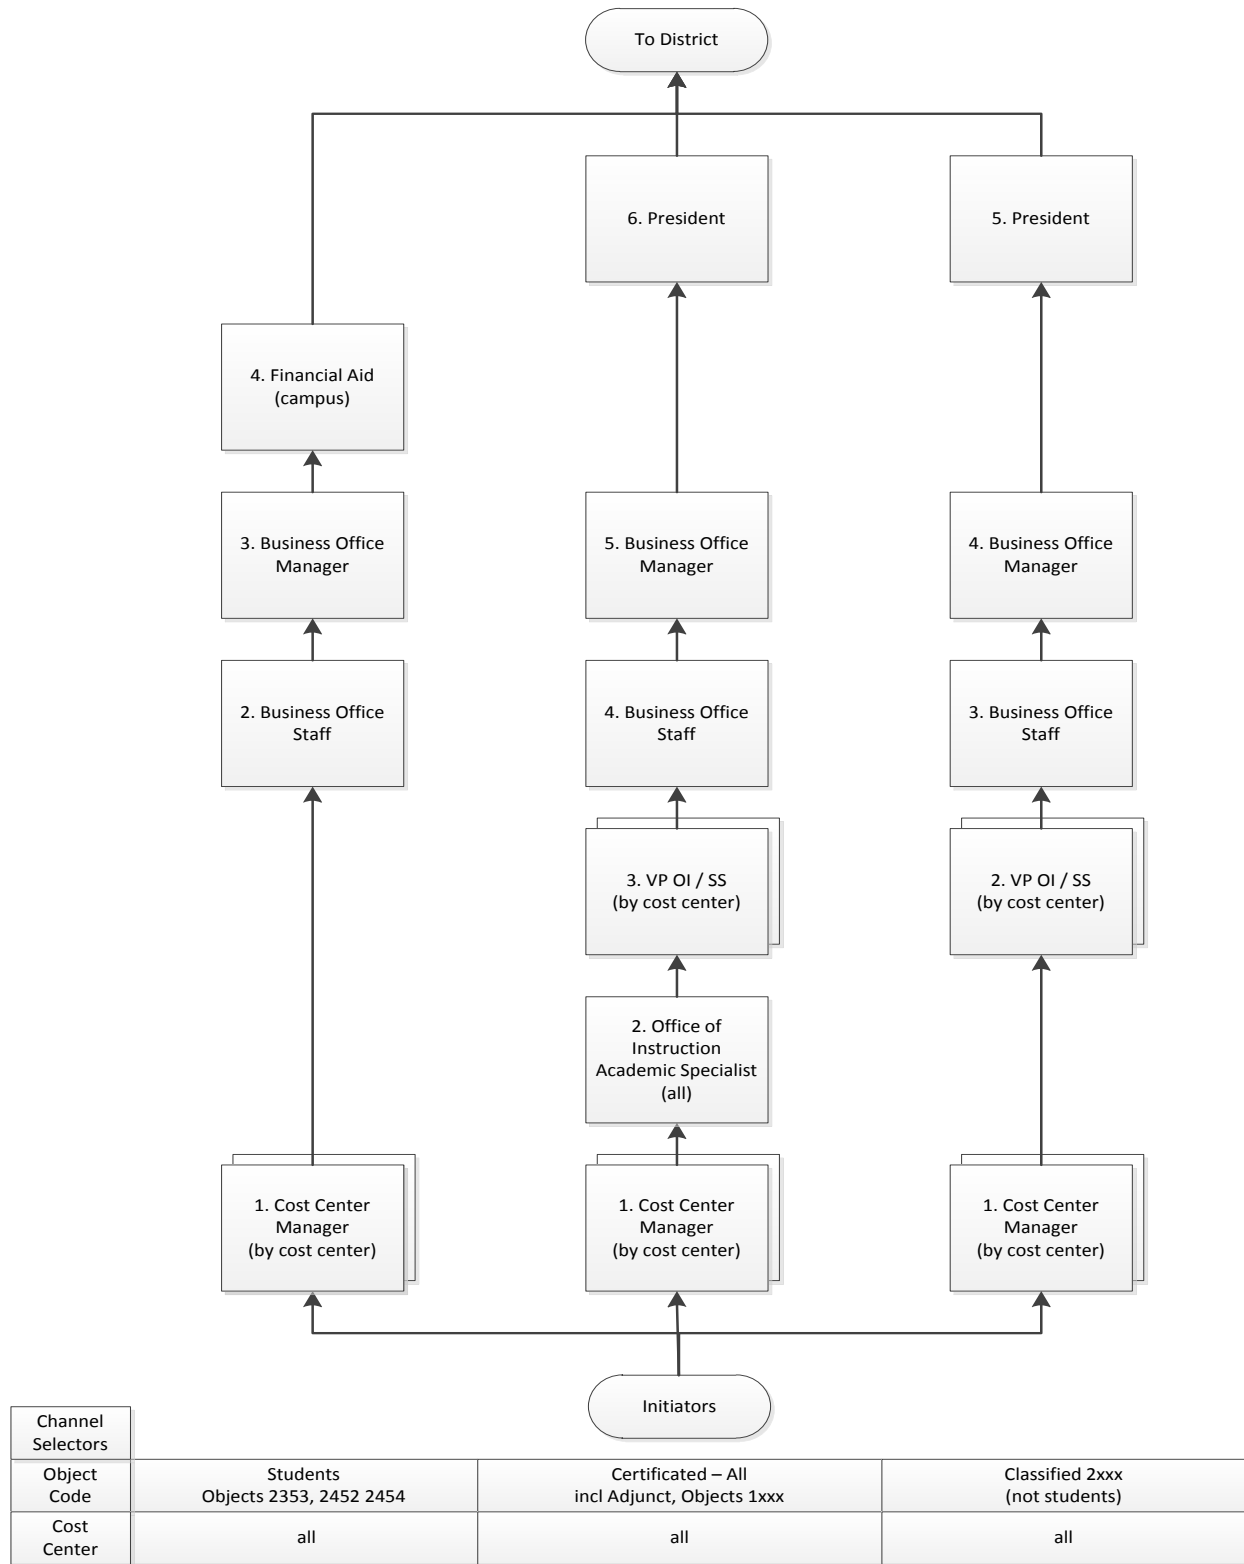 To District
6. President
5. President
4. Financial Aid
(campus)
3. Business Office
Manager
5. Business Office
Manager
4. Business Office
Manager
2. Business Office
Staff
4. Business Office
Staff
3. Business Office
Staff
3. VP OI / SS
(by cost center)
2. VP OI / SS
(by cost center)
2. Office of
Instruction
Academic Specialist
(all)
1. Cost Center
Manager
(by cost center)
1. Cost Center
Manager
(by cost center)
1. Cost Center
Manager
(by cost center)
Initiators
Channel
Selectors
Object
Code
Students
Objects 2353, 2452 2454
Certificated – All
incl Adjunct, Objects 1xxx
Classified 2xxx
(not students)
Cost
Center
all
all
all